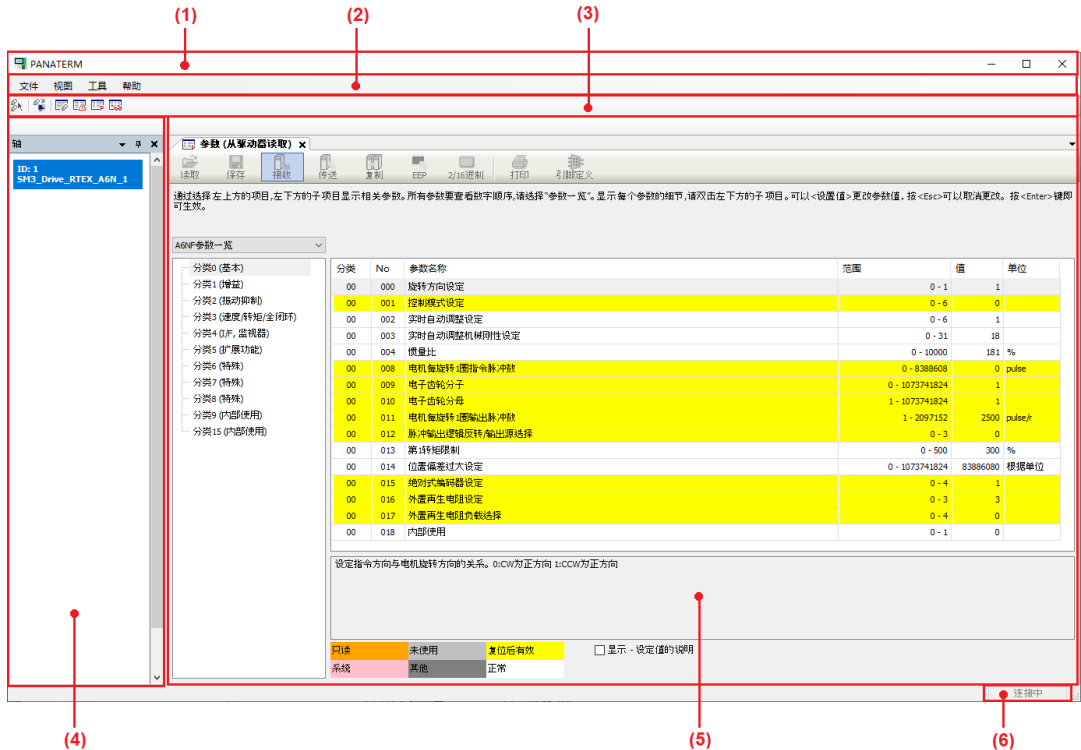 (1) (2) (3)
PANATERM
文件 视图 工具 帮助
轴
ID: 1
SM3_Drive_RTEX_A6N_1
参数 (从驱动器读取)
读取 保存 接收 传送 复制 EEP 2/16进制 打印 引脚定义
通过选择左上方的项目,左下方的子项目显示相关参数。所有参数要查看数字顺序,请选择"参数一览"。显示每个参数的细节,请双击左下方的子项目。可以<设置值>更改参数值，按<Esc>可以取消更改。按<Enter>键即
可生效。
A6NF参数一览
分类0 (基本)
分类1 (增益)
分类2 (振动抑制)
分类3 (速度/转矩/全闭环)
分类4 (I/F, 监视器)
分类5 (扩展功能)
分类6 (特殊)
分类7 (特殊)
分类8 (特殊)
分类9 (内部使用)
分类15 (内部使用)
分类 No 参数名称 范围 值 单位
00 000 旋转方向设定 0 - 1 1
00 001 控制模式设定 0 - 6 0
00 002 实时自动调整设定 0 - 6 1
00 003 实时自动调整机械刚性设定 0 - 31 18
00 004 惯量比 0 - 10000 181 %
00 008 电机每旋转1圈指令脉冲数 0 - 8388608 0 pulse
00 009 电子齿轮分子 0 - 1073741824 1
00 010 电子齿轮分母 1 - 1073741824 1
00 011 电机每旋转1圈输出脉冲数 1 - 2097152 2500 pulse/r
00 012 脉冲输出逻辑反转/输出源选择 0 - 3 0
00 013 第1转矩限制 0 - 500 300 %
00 014 位置偏差过大设定 0 - 1073741824 83886080 根据单位
00 015 绝对式编码器设定 0 - 4 1
00 016 外置再生电阻设定 0 - 3 3
00 017 外置再生电阻负载选择 0 - 4 0
00 018 内部使用 0 - 1 0
设定指令方向与电机旋转方向的关系。0:CW为正方向 1:CCW为正方向
只读 未使用 复位后有效 显示 - 设定值的说明
系统 其他 正常
连接中
(4) (5) (6)